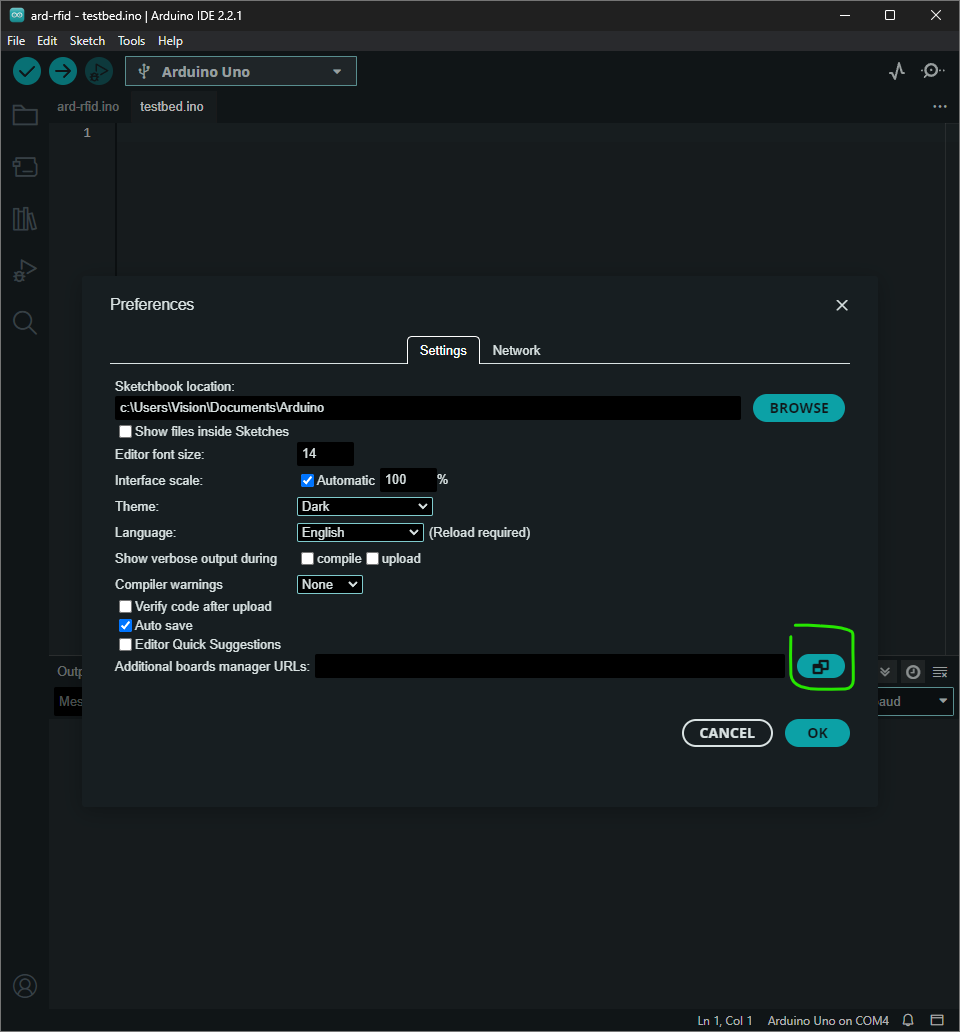 ard-rfid - testbed.ino | Arduino IDE 2.2.1
File Edit Sketch Tools Help
Arduino Uno
ard-rfid.ino testbed.ino
1
Preferences
Settings Network
Sketchbook location:
c:\Users\Vision\Documents\Arduino
BROWSE
Show files inside Sketches
Editor font size: 14
Interface scale: Automatic 100 %
Theme: Dark
Language: English (Reload required)
Show verbose output during compile upload
Compiler warnings None
Verify code after upload
Auto save
Editor Quick Suggestions
Additional boards manager URLs:
Outp
Mes aud
CANCEL OK
Ln 1, Col 1 Arduino Uno on COM4